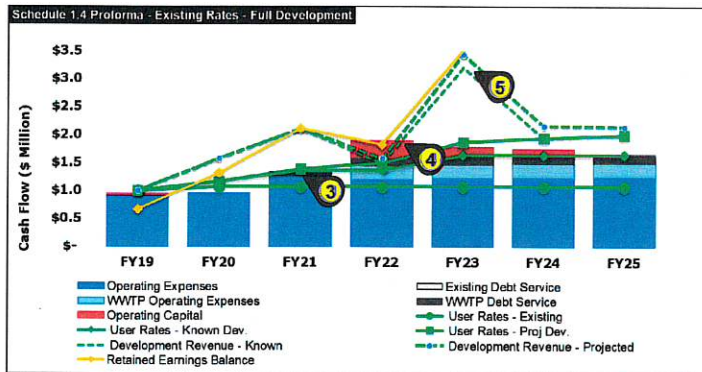 Schedule 1.4 Proforma - Existing Rates - Full Development
Cash Flow ($ Million)
$3.5
$3.0
$2.5
$2.0
$1.5
$1.0
$0.5
$-
5
4
3
FY19 FY20 FY21 FY22 FY23 FY24 FY25
Operating Expenses
WWTP Operating Expenses
Operating Capital
User Rates - Known Dev.
Development Revenue - Known
Retained Earnings Balance
Existing Debt Service
WWTP Debt Service
User Rates - Existing
User Rates - Proj Dev.
Development Revenue - Projected